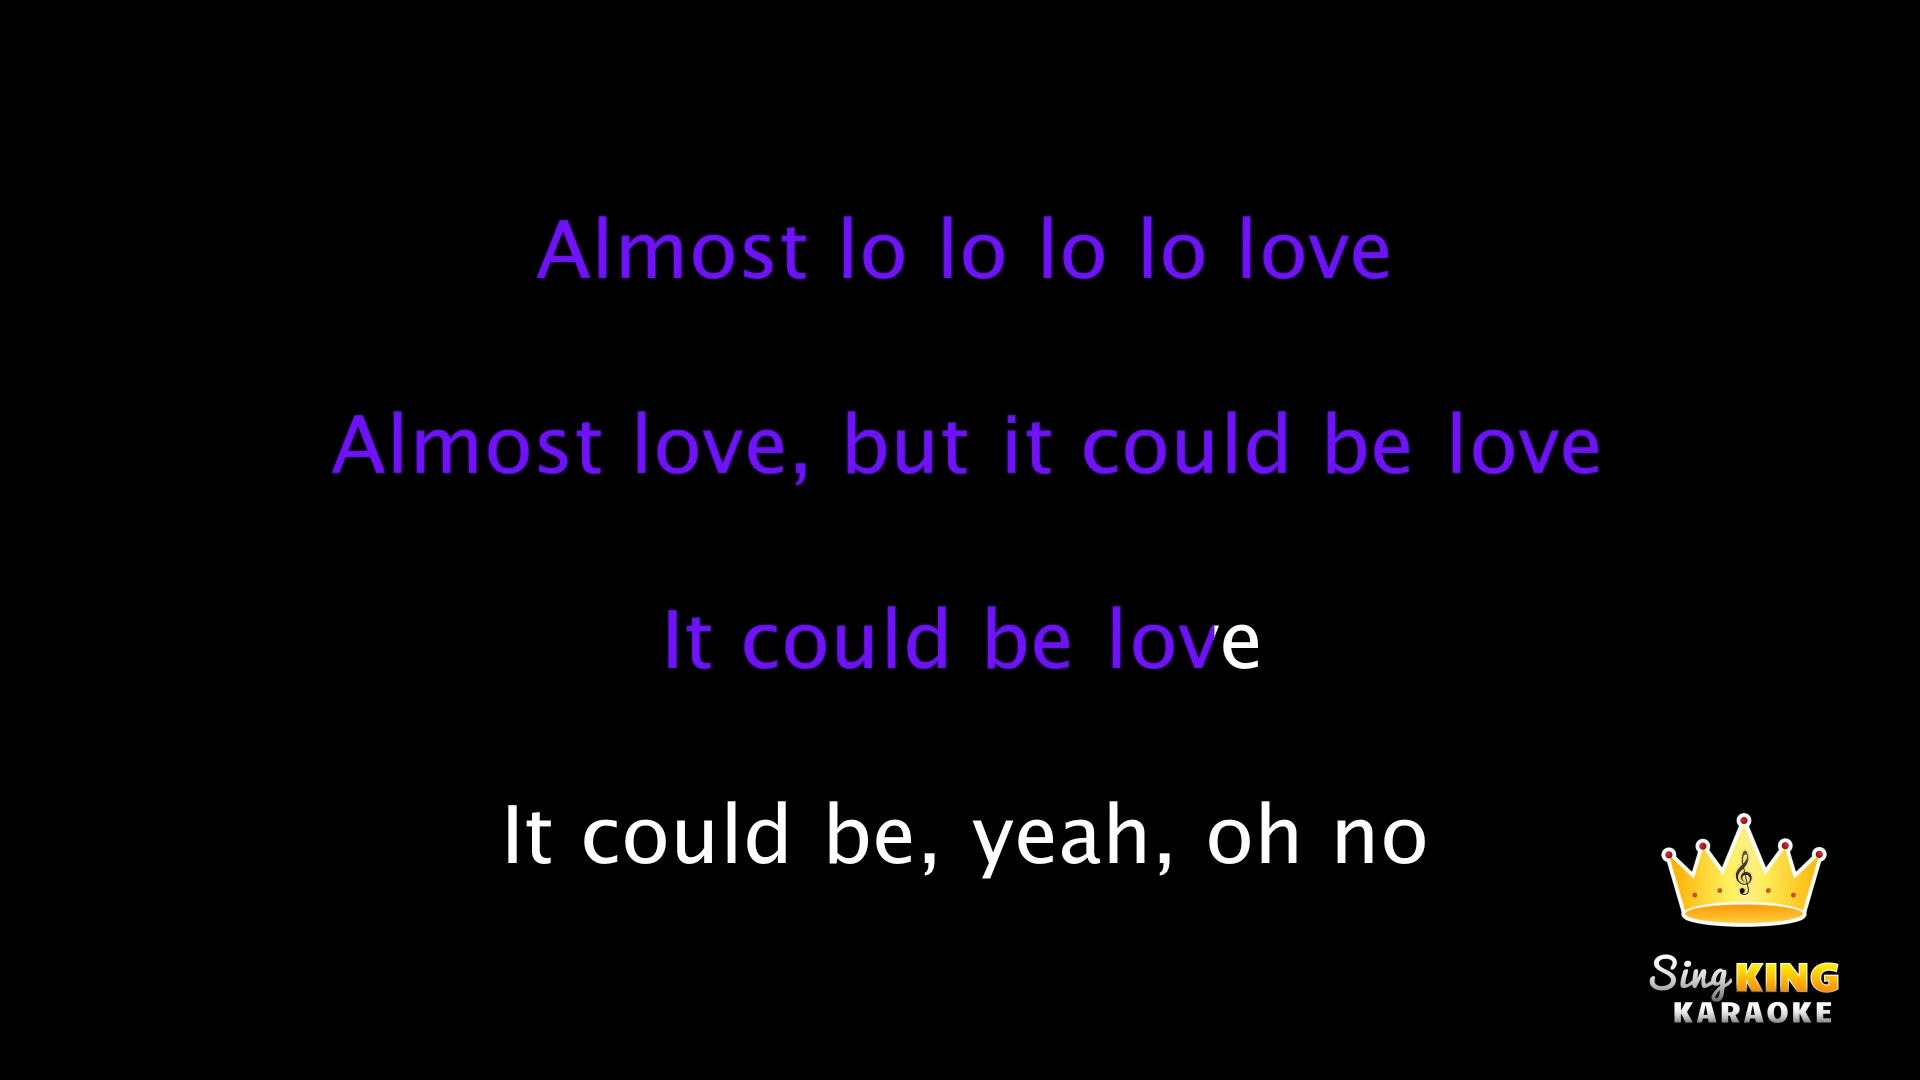 Almost lo lo lo lo love
Almost love, but it could be love
It could be love
It could be, yeah, oh no
Sing KING
KARAOKE